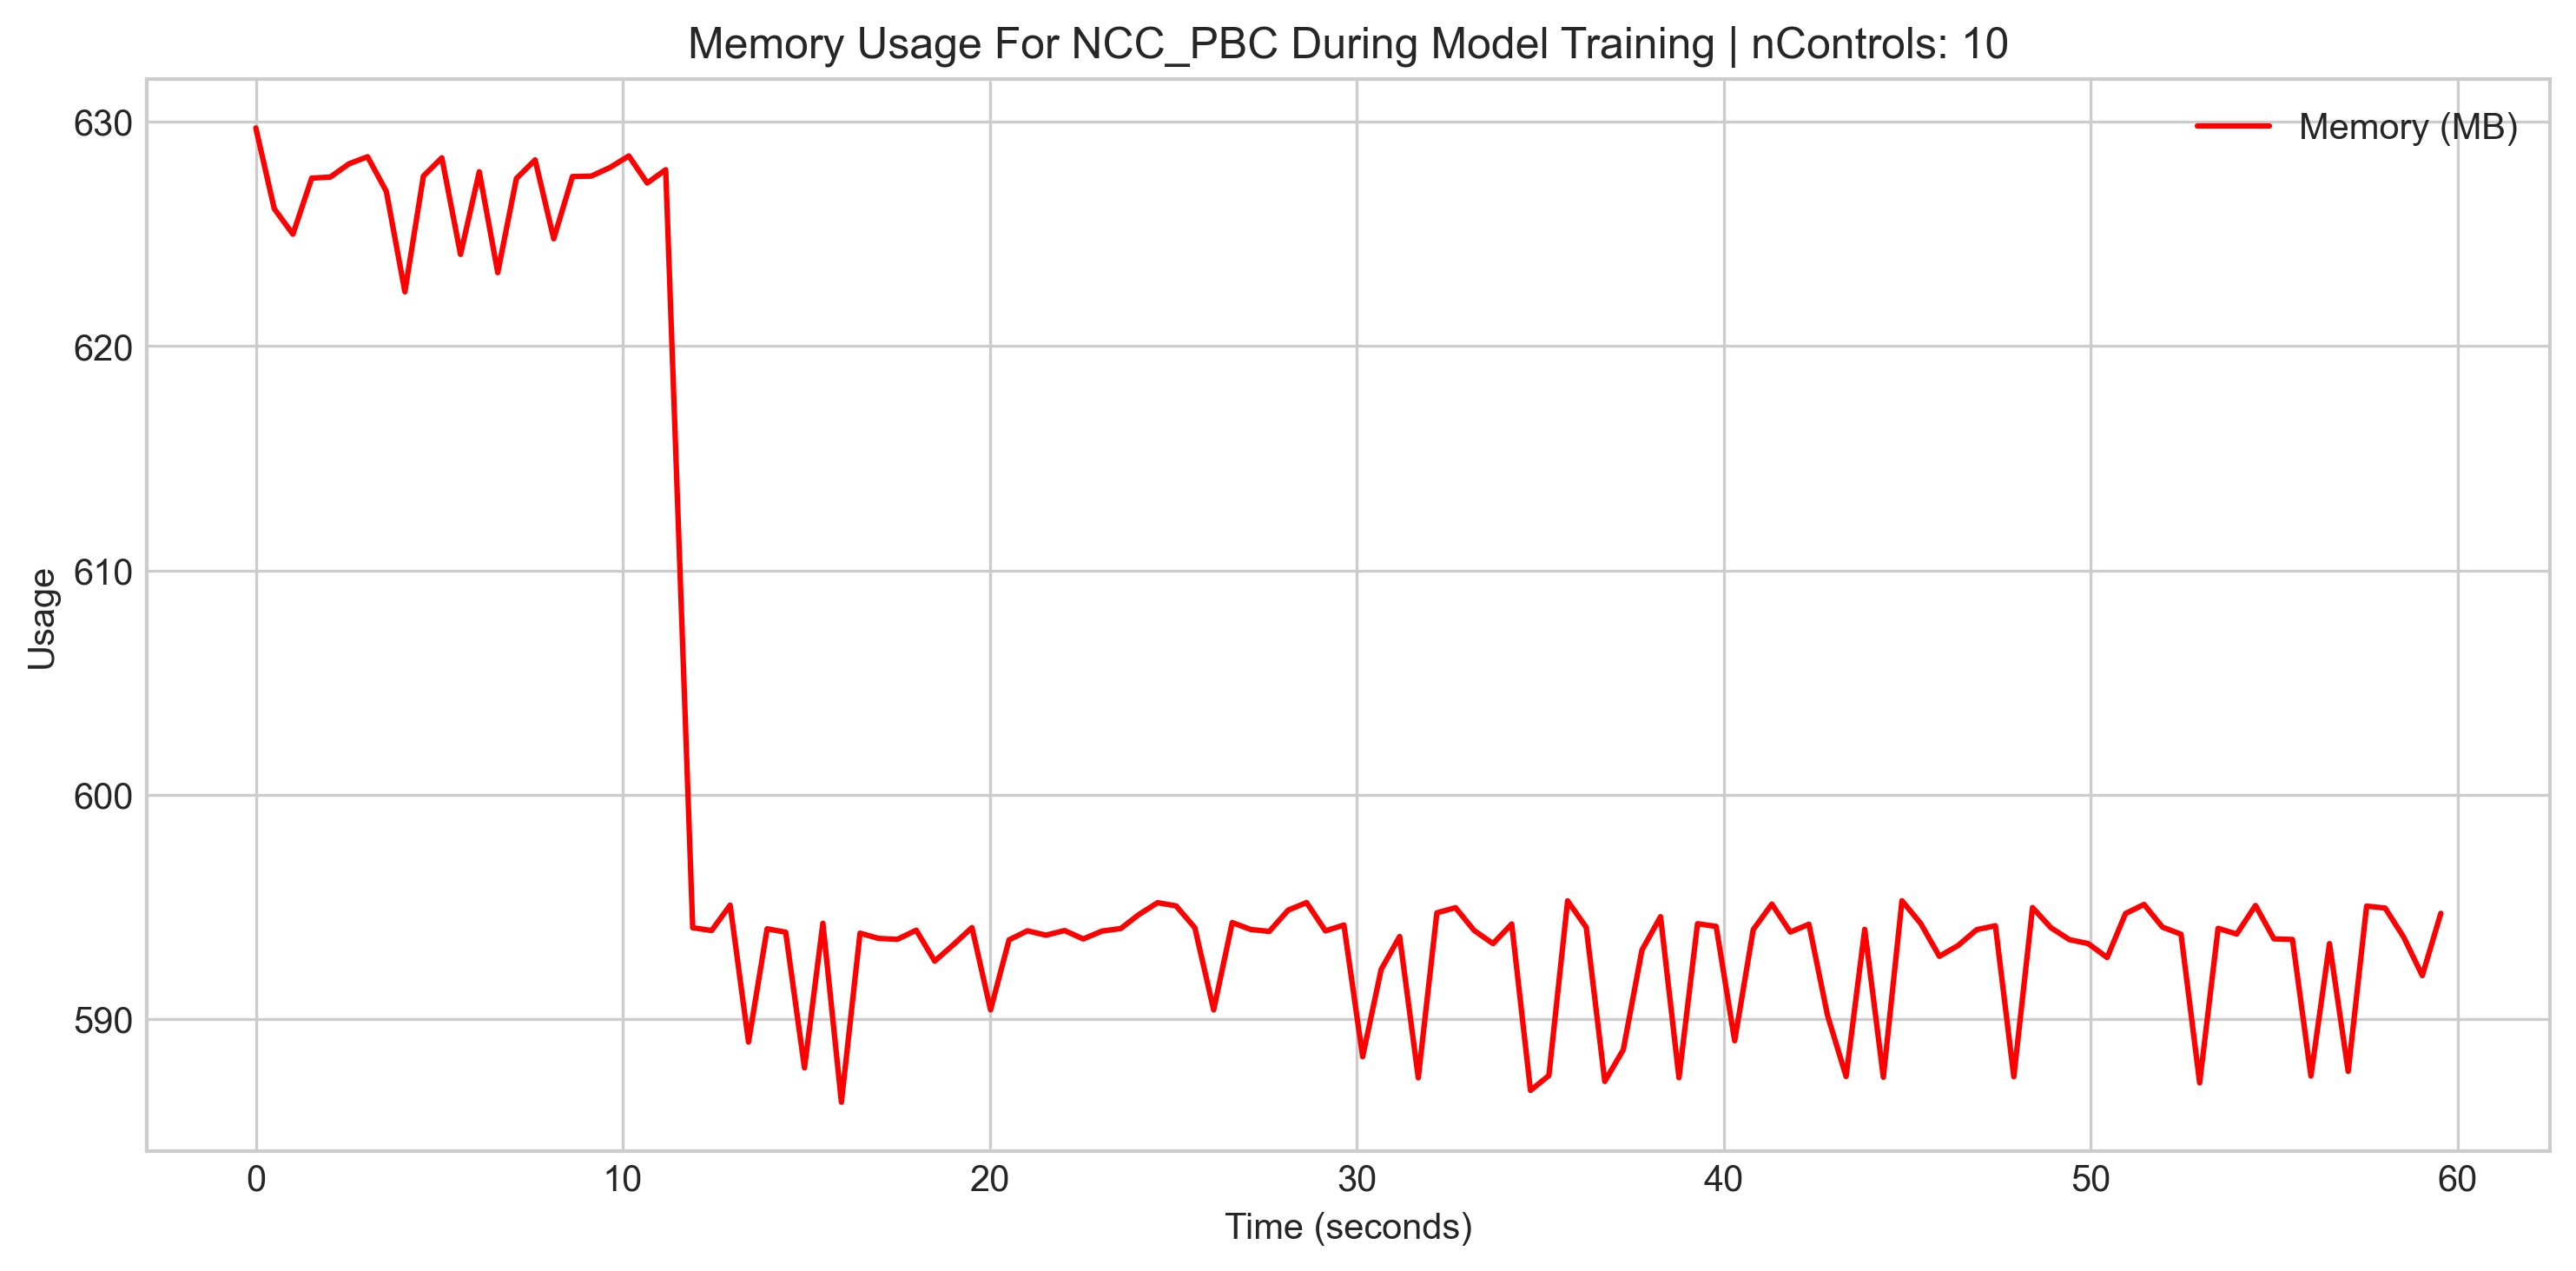 Memory Usage For NCC_PBC During Model Training | nControls: 10
Memory (MB)
630
620
610
600
590
Usage
0 10 20 30 40 50 60
Time (seconds)